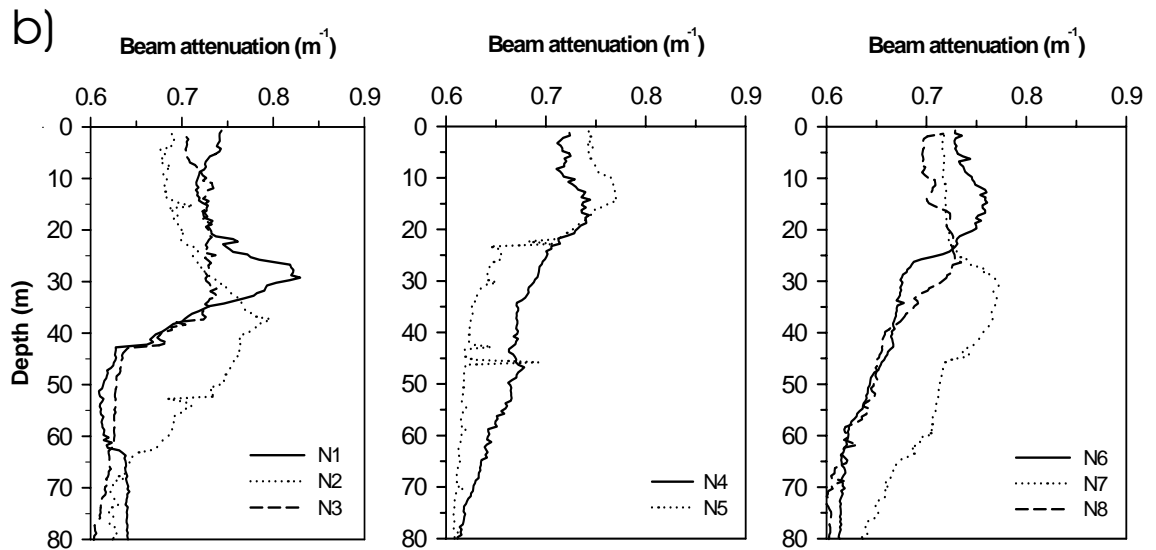 b)
Beam attenuation (m-1) Beam attenuation (m-1) Beam attenuation (m-1)
0.6 0.7 0.8 0.9 0.6 0.7 0.8 0.9 0.6 0.7 0.8 0.9
Depth (m)
0 0 0
10 10 10
20 20 20
30 30 30
40 40 40
50 50 50
60 60 60
70 70 70
80 80 80
N1
N2
N3
N4
N5
N6
N7
N8